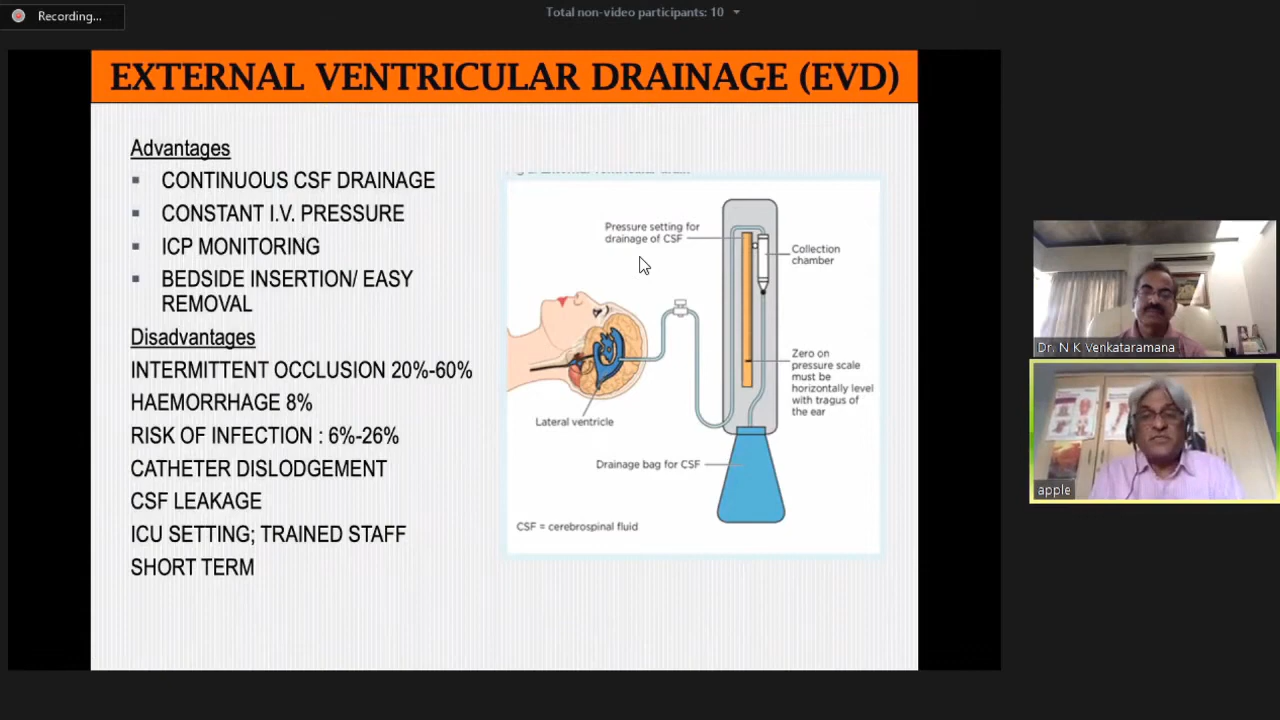 Recording...
Total non-video participants: 10
EXTERNAL VENTRICULAR DRAINAGE (EVD)
Advantages
CONTINUOUS CSF DRAINAGE
CONSTANT I.V. PRESSURE
ICP MONITORING
BEDSIDE INSERTION/ EASY
REMOVAL
Disadvantages
INTERMITTENT OCCLUSION 20%-60%
HAEMORRHAGE 8%
RISK OF INFECTION : 6%-26%
CATHETER DISLODGEMENT
CSF LEAKAGE
ICU SETTING; TRAINED STAFF
SHORT TERM
Pressure setting for
drainage of CSF
Collection
chamber
Zero on
pressure scale
must be
horizontally level
with tragus of
the ear
Lateral ventricle
Drainage bag for CSF
CSF = cerebrospinal fluid
Dr. N K Venkataramana
apple